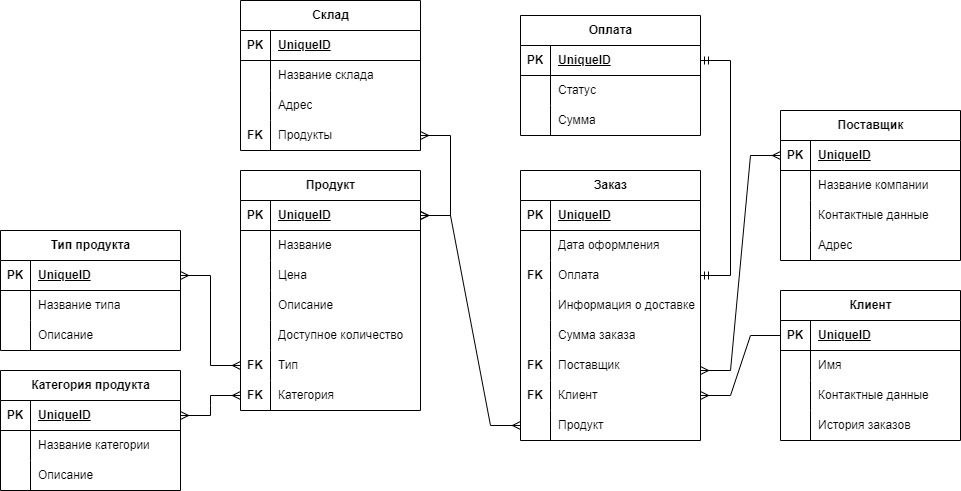 Склад
PK UniqueID
Название склада
Адрес
FK Продукты
Оплата
PK UniqueID
Статус
Сумма
Поставщик
PK UniqueID
Название компании
Контактные данные
Адрес
Продукт
PK UniqueID
Название
Цена
Описание
Доступное количество
FK Тип
FK Категория
Заказ
PK UniqueID
Дата оформления
FK Оплата
Информация о доставке
Сумма заказа
FK Поставщик
FK Клиент
Продукт
Тип продукта
PK UniqueID
Название типа
Описание
Клиент
PK UniqueID
Имя
Контактные данные
История заказов
Категория продукта
PK UniqueID
Название категории
Описание